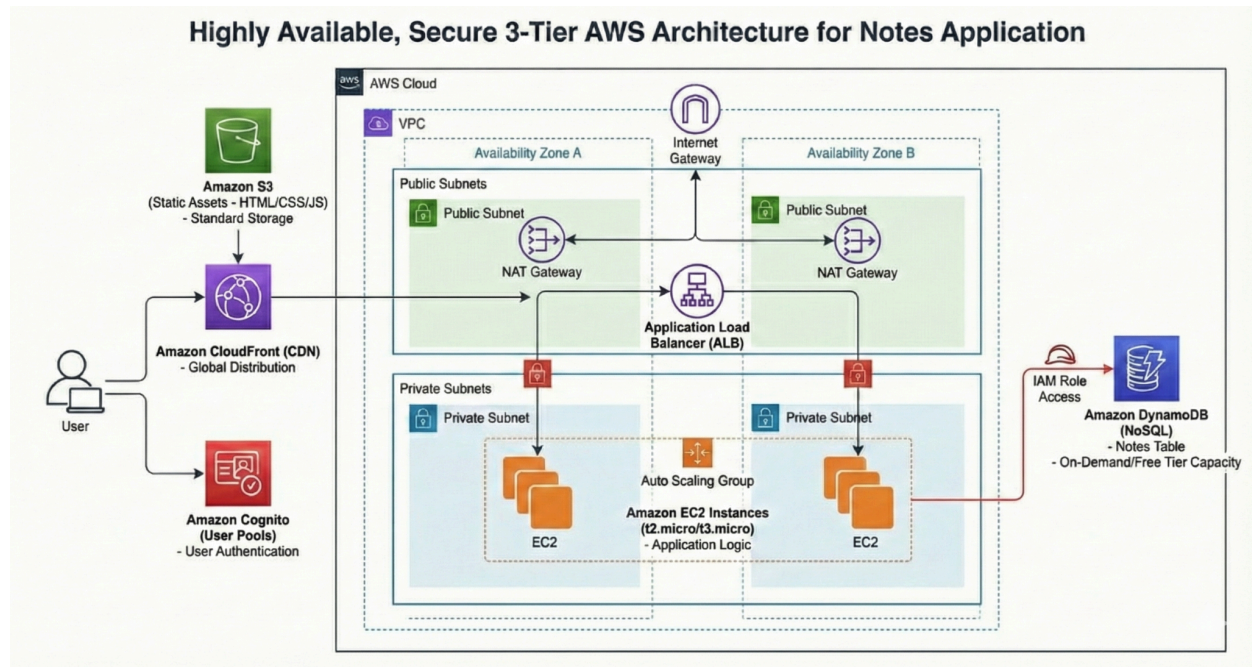 Highly Available, Secure 3-Tier AWS Architecture for Notes Application
aws
AWS Cloud
VPC
Internet
Gateway
Availability Zone A
Availability Zone B
Amazon S3
(Static Assets - HTML/CSS/JS)
- Standard Storage
Public Subnets
Public Subnet
NAT Gateway
Public Subnet
NAT Gateway
Application Load
Balancer (ALB)
Amazon CloudFront (CDN)
- Global Distribution
User
Amazon Cognito
(User Pools)
- User Authentication
Private Subnets
Private Subnet
Private Subnet
Auto Scaling Group
Amazon EC2 Instances
(t2.micro/t3.micro)
- Application Logic
EC2
EC2
IAM Role
Access
Amazon DynamoDB
(NoSQL)
- Notes Table
- On-Demand/Free Tier Capacity